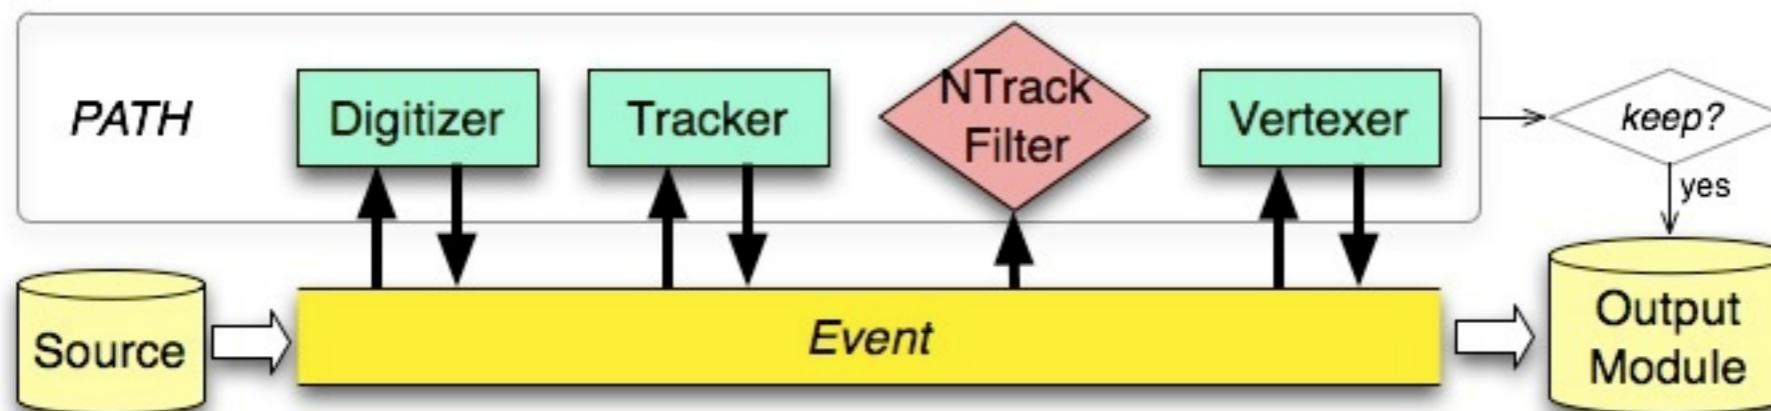 PATH
Digitizer
Tracker
NTrack
Filter
Vertexer
keep?
yes
Source
Event
Output
Module